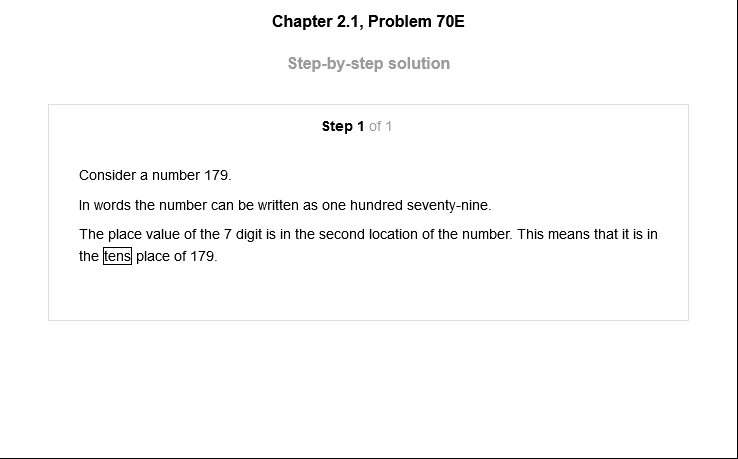 Chapter 2.1, Problem 70E
Step-by-step solution
Step 1 of 1
Consider a number 179.
In words the number can be written as one hundred seventy-nine.
The place value of the 7 digit is in the second location of the number. This means that it is in
the tens place of 179.